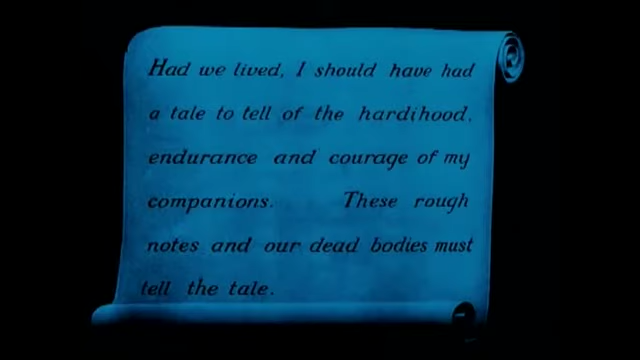 Had we lived, I should have had
a tale to tell of the hardihood,
endurance and courage of my
companions. These rough
notes and our dead bodies must
tell the tale.